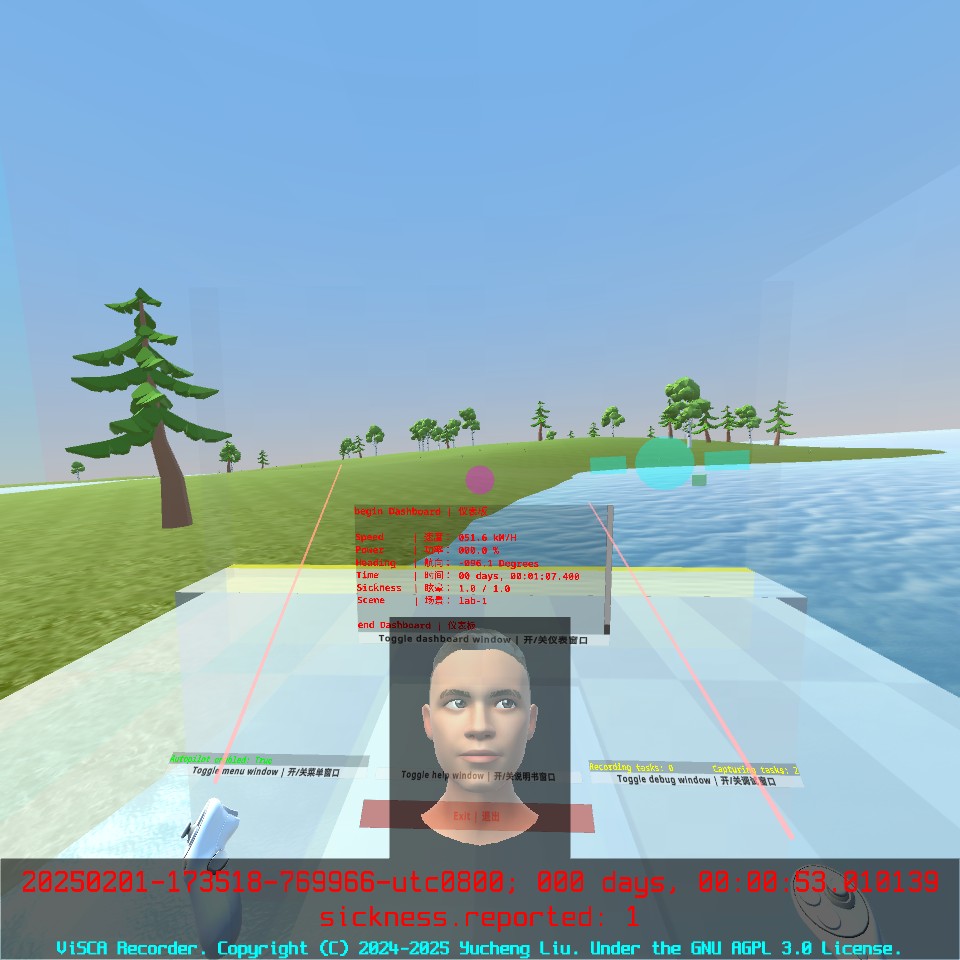 begin Dashboard | 仪表板
Speed | 速度: 051.6 kM/H
Power | 功率: 000.0 %
Heading | 航向: -096.1 Degrees
Time | 时间: 00 days, 00:01:07.400
Sickness | 眩晕: 1.0 / 1.0
Scene | 场景: lab-1
end Dashboard | 仪表板
Toggle dashboard window | 开/关仪表窗口
Autopilot enabled: True
Toggle menu window | 开/关菜单窗口
Toggle help window | 开/关说明书窗口
Recording tasks: 0 Capturing tasks: 2
Toggle debug window | 开/关调试窗口
Exit | 退出
20250201-173518-769966-utc0800; 000 days, 00:00:53.010139
sickness.reported: 1
ViSCA Recorder. Copyright (C) 2024-2025 Yucheng Liu. Under the GNU AGPL 3.0 License.